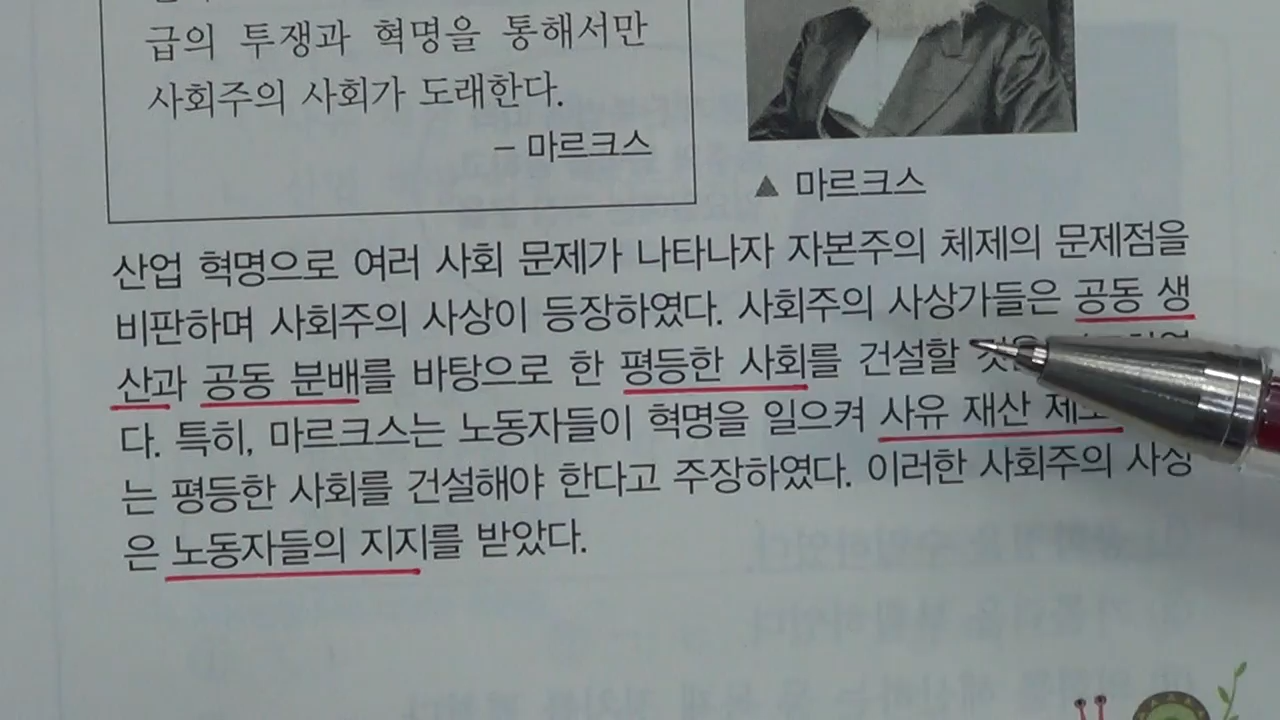 급의 투쟁과 혁명을 통해서만
사회주의 사회가 도래한다.
- 마르크스
▲ 마르크스
산업 혁명으로 여러 사회 문제가 나타나자 자본주의 체제의 문제점을
비판하며 사회주의 사상이 등장하였다. 사회주의 사상가들은 공동 생
산과 공동 분배를 바탕으로 한 평등한 사회를 건설할 것을
다. 특히, 마르크스는 노동자들이 혁명을 일으켜 사유 재산
는 평등한 사회를 건설해야 한다고 주장하였다. 이러한 사회주의 사상
은 노동자들의 지지를 받았다.